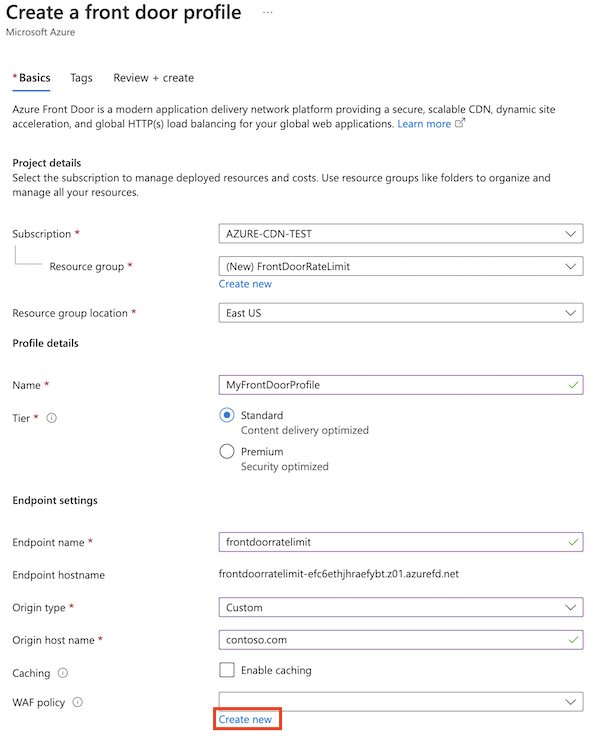 Create a front door profile ...
Microsoft Azure
* Basics Tags Review + create
Azure Front Door is a modern application delivery network platform providing a secure, scalable CDN, dynamic site
acceleration, and global HTTP(s) load balancing for your global web applications. Learn more
Project details
Select the subscription to manage deployed resources and costs. Use resource groups like folders to organize and
manage all your resources.
Subscription * AZURE-CDN-TEST
Resource group * (New) FrontDoorRateLimit
Create new
Resource group location * East US
Profile details
Name * MyFrontDoorProfile
Tier * Standard
Content delivery optimized
Premium
Security optimized
Endpoint settings
Endpoint name * frontdoorratelimit
Endpoint hostname frontdoorratelimit-efc6ethjhraefybt.z01.azurefd.net
Origin type * Custom
Origin host name * contoso.com
Caching Enable caching
WAF policy
Create new